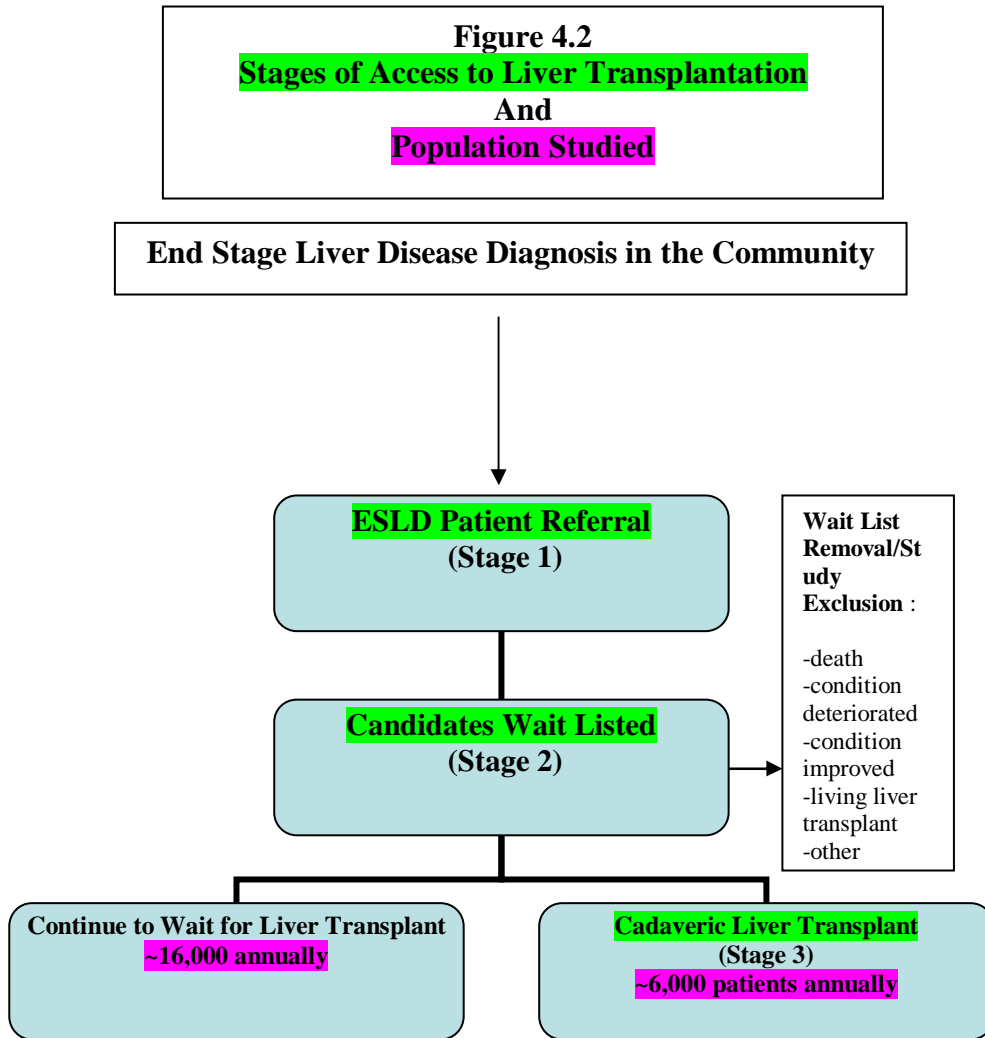 Figure 4.2
Stages of Access to Liver Transplantation
And
Population Studied
End Stage Liver Disease Diagnosis in the Community
ESLD Patient Referral
(Stage 1)
Wait List
Removal/St
udy
Exclusion :
-death
-condition
deteriorated
-condition
improved
-living liver
transplant
-other
Candidates Wait Listed
(Stage 2)
Continue to Wait for Liver Transplant
~16,000 annually
Cadaveric Liver Transplant
(Stage 3)
~6,000 patients annually